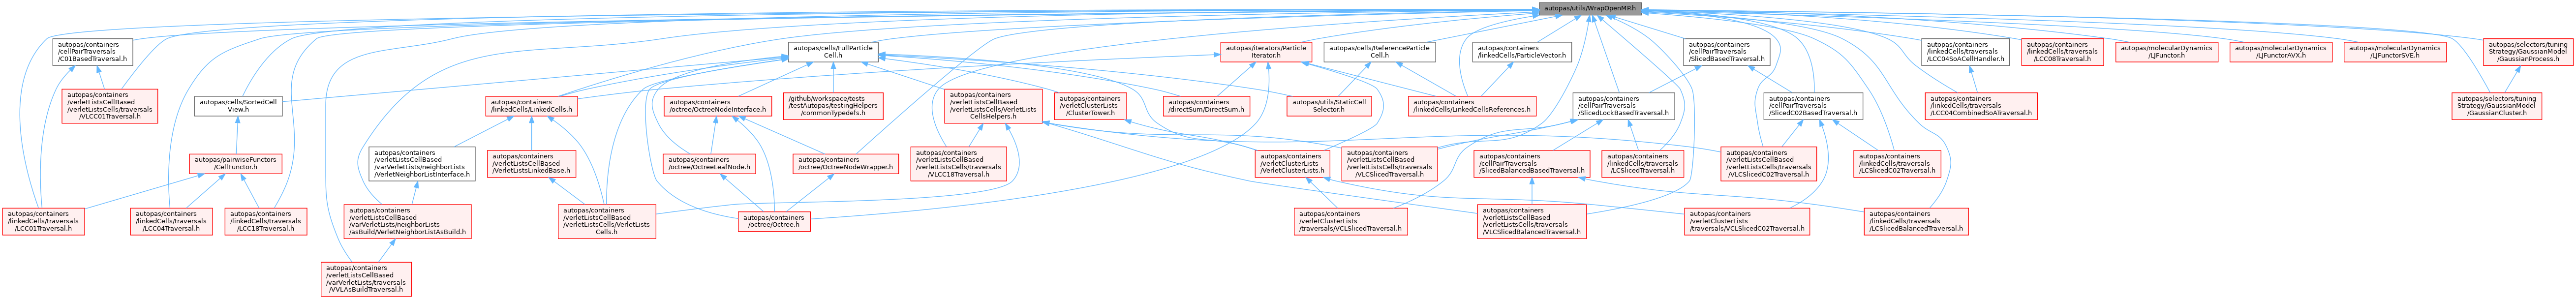 autopas/utils/WrapOpenMP.h
autopas/containers
/cellPairTraversals
/C01BasedTraversal.h
autopas/cells/FullParticle
Cell.h
autopas/iterators/Particle
Iterator.h
autopas/cells/ReferenceParticle
Cell.h
autopas/containers
/linkedCells/ParticleVector.h
autopas/containers
/cellPairTraversals
/SlicedBasedTraversal.h
autopas/containers
/linkedCells/traversals
/LCC04SoACellHandler.h
autopas/containers
/linkedCells/traversals
/LCC08Traversal.h
autopas/molecularDynamics
/LJFunctor.h
autopas/molecularDynamics
/LJFunctorAVX.h
autopas/molecularDynamics
/LJFunctorSVE.h
autopas/selectors/tuning
Strategy/GaussianModel
/GaussianProcess.h
autopas/containers
/verletListsCellBased
/verletListsCells/traversals
/VLCC01Traversal.h
autopas/cells/SortedCell
View.h
autopas/containers
/linkedCells/LinkedCells.h
autopas/containers
/octree/OctreeNodeInterface.h
/github/workspace/tests
/testAutopas/testingHelpers
/commonTypedefs.h
autopas/containers
/verletListsCellBased
/verletListsCells/VerletLists
CellsHelpers.h
autopas/containers
/verletClusterLists
/ClusterTower.h
autopas/containers
/directSum/DirectSum.h
autopas/utils/StaticCell
Selector.h
autopas/containers
/linkedCells/LinkedCellsReferences.h
autopas/containers
/cellPairTraversals
/SlicedLockBasedTraversal.h
autopas/containers
/cellPairTraversals
/SlicedC02BasedTraversal.h
autopas/containers
/linkedCells/traversals
/LCC04CombinedSoATraversal.h
autopas/selectors/tuning
Strategy/GaussianModel
/GaussianCluster.h
autopas/pairwiseFunctors
/CellFunctor.h
autopas/containers
/verletListsCellBased
/varVerletLists/neighborLists
/VerletNeighborListInterface.h
autopas/containers
/verletListsCellBased
/VerletListsLinkedBase.h
autopas/containers
/octree/OctreeLeafNode.h
autopas/containers
/octree/OctreeNodeWrapper.h
autopas/containers
/verletListsCellBased
/verletListsCells/traversals
/VLCC18Traversal.h
autopas/containers
/verletClusterLists
/VerletClusterLists.h
autopas/containers
/verletListsCellBased
/verletListsCells/traversals
/VLCSlicedTraversal.h
autopas/containers
/cellPairTraversals
/SlicedBalancedBasedTraversal.h
autopas/containers
/linkedCells/traversals
/LCSlicedTraversal.h
autopas/containers
/verletListsCellBased
/verletListsCells/traversals
/VLCSlicedC02Traversal.h
autopas/containers
/linkedCells/traversals
/LCSlicedC02Traversal.h
autopas/containers
/linkedCells/traversals
/LCC01Traversal.h
autopas/containers
/linkedCells/traversals
/LCC04Traversal.h
autopas/containers
/linkedCells/traversals
/LCC18Traversal.h
autopas/containers
/verletListsCellBased
/varVerletLists/neighborLists
/asBuild/VerletNeighborListAsBuild.h
autopas/containers
/verletListsCellBased
/verletListsCells/VerletLists
Cells.h
autopas/containers
/octree/Octree.h
autopas/containers
/verletClusterLists
/traversals/VCLSlicedTraversal.h
autopas/containers
/verletListsCellBased
/verletListsCells/traversals
/VLCSlicedBalancedTraversal.h
autopas/containers
/verletClusterLists
/traversals/VCLSlicedC02Traversal.h
autopas/containers
/linkedCells/traversals
/LCSlicedBalancedTraversal.h
autopas/containers
/verletListsCellBased
/varVerletLists/traversals
/VVLAsBuildTraversal.h